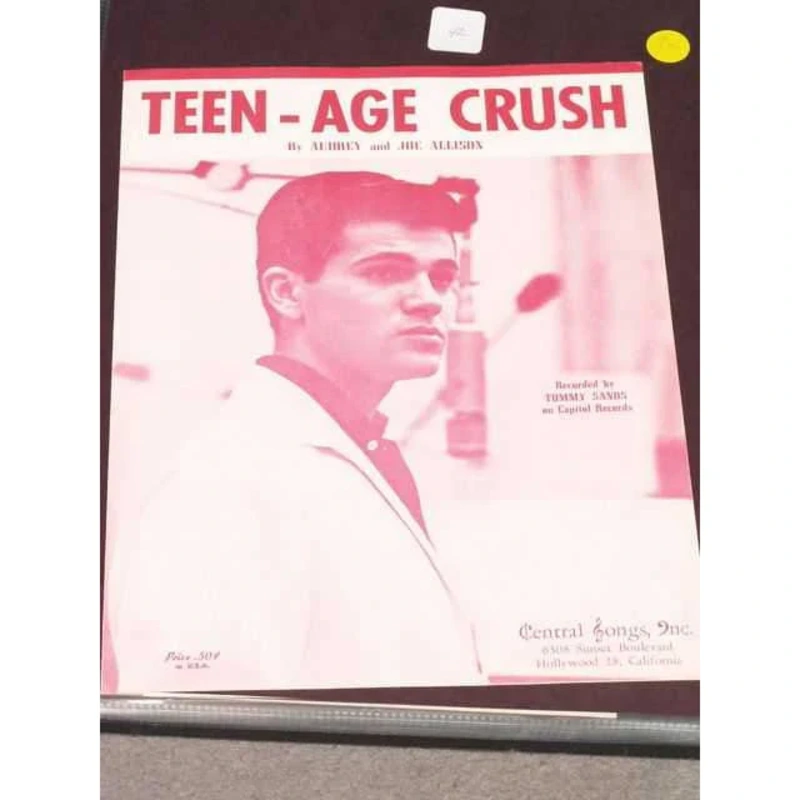 TEEN-AGE CRUSH
By AUDREY and JOE ALLISON
Recorded by
TOMMY SANDS
on Capitol Records
Central Songs, Inc.
6308 Sunset Boulevard
Hollywood 28, California
Price .50¢
in U.S.A.